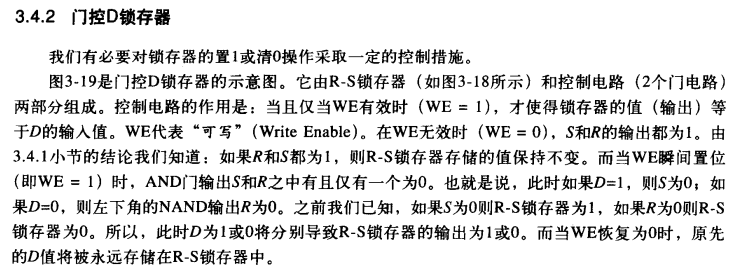 3.4.2 门控D锁存器
我们有必要对锁存器的置1或清0操作采取一定的控制措施。
图3-19是门控D锁存器的示意图。它由R-S锁存器（如图3-18所示）和控制电路（2个门电路）
两部分组成。控制电路的作用是：当且仅当WE有效时（WE = 1），才使得锁存器的值（输出）等
于D的输入值。WE代表“可写”（Write Enable）。在WE无效时（WE = 0），S和R的输出都为1。由
3.4.1小节的结论我们知道：如果R和S都为1，则R-S锁存器存储的值保持不变。而当WE瞬间置位
（即WE = 1）时，AND门输出S和R之中有且仅有一个为0。也就是说，此时如果D=1，则S为0；如
果D=0，则左下角的NAND输出R为0。之前我们已知，如果S为0则R-S锁存器为1，如果R为0则R-S
锁存器为0。所以，此时D为1或0将分别导致R-S锁存器的输出为1或0。而当WE恢复为0时，原先
的D值将被永远存储在R-S锁存器中。